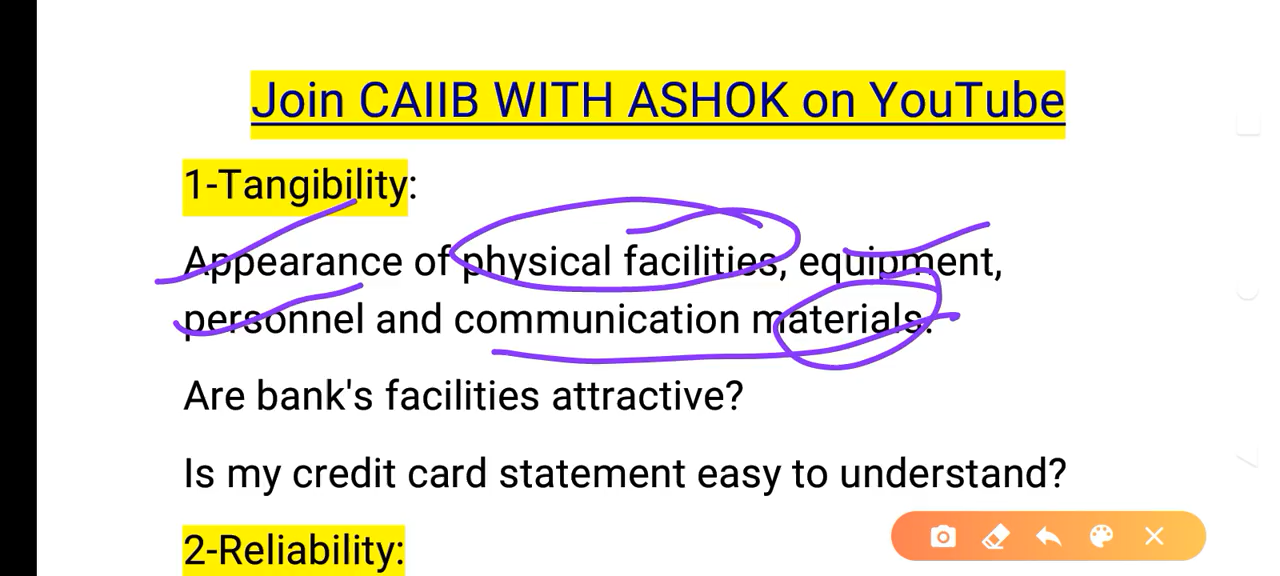 Join CAIIB WITH ASHOK on YouTube
1-Tangibility:
Appearance of physical facilities, equipment,
personnel and communication materials.
Are bank's facilities attractive?
Is my credit card statement easy to understand?
2-Reliability: